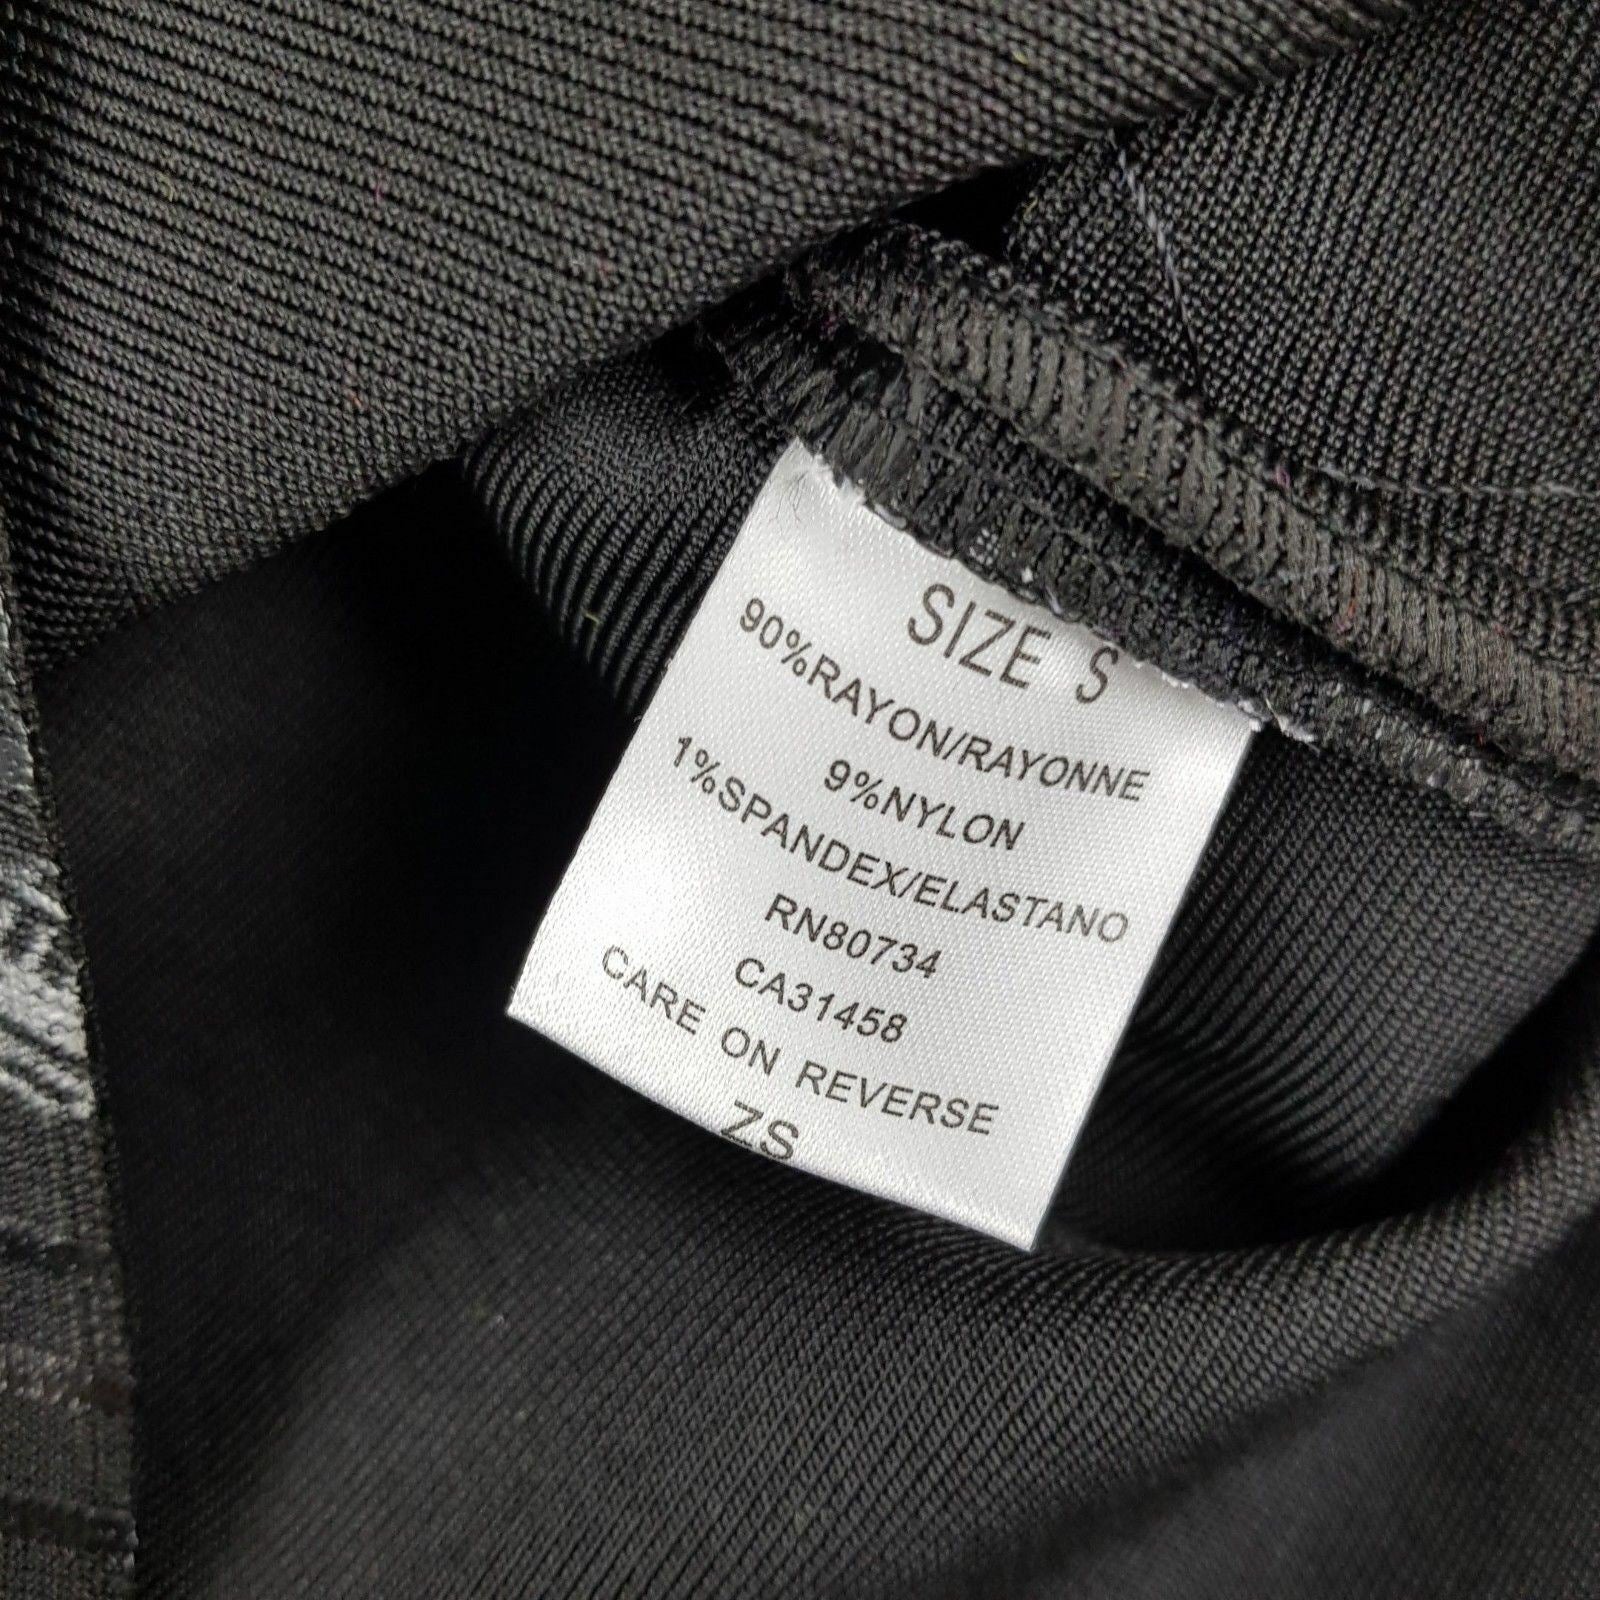 SIZE S
90%RAYON/RAYONNE
9%NYLON
1%SPANDEX/ELASTANO
RN80734
CA31458
CARE ON REVERSE
ZS